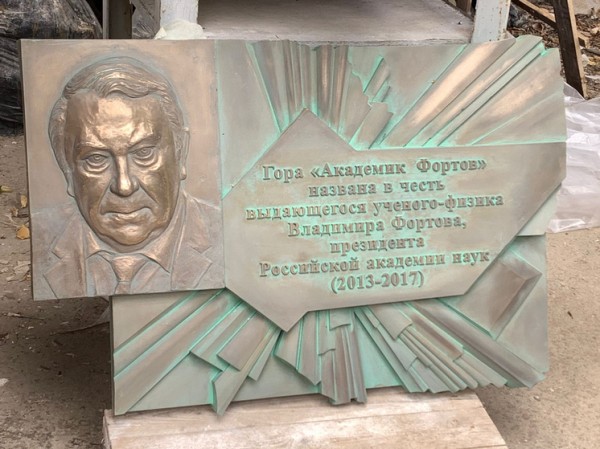 Гора «Академик Фортов»
названа в честь
выдающегося ученого-физика
Владимира Фортова,
президента
Российской академии наук
(2013-2017)